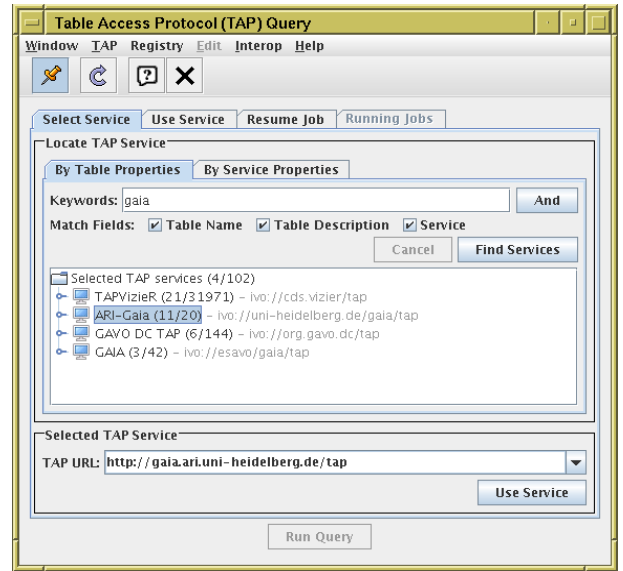 Table Access Protocol (TAP) Query
Window TAP Registry Edit Interop Help
Select Service Use Service Resume Job Running Jobs
Locate TAP Service
By Table Properties By Service Properties
Keywords: gaia And
Match Fields: Table Name Table Description Service
Cancel Find Services
Selected TAP services (4/102)
TAPVizieR (21/31971) – ivo://cds.vizier/tap
ARI-Gaia (11/20) – ivo://uni-heidelberg.de/gaia/tap
GAVO DC TAP (6/144) – ivo://org.gavo.dc/tap
GAIA (3/42) – ivo://esavo/gaia/tap
Selected TAP Service
TAP URL: http://gaia.ari.uni-heidelberg.de/tap
Use Service
Run Query